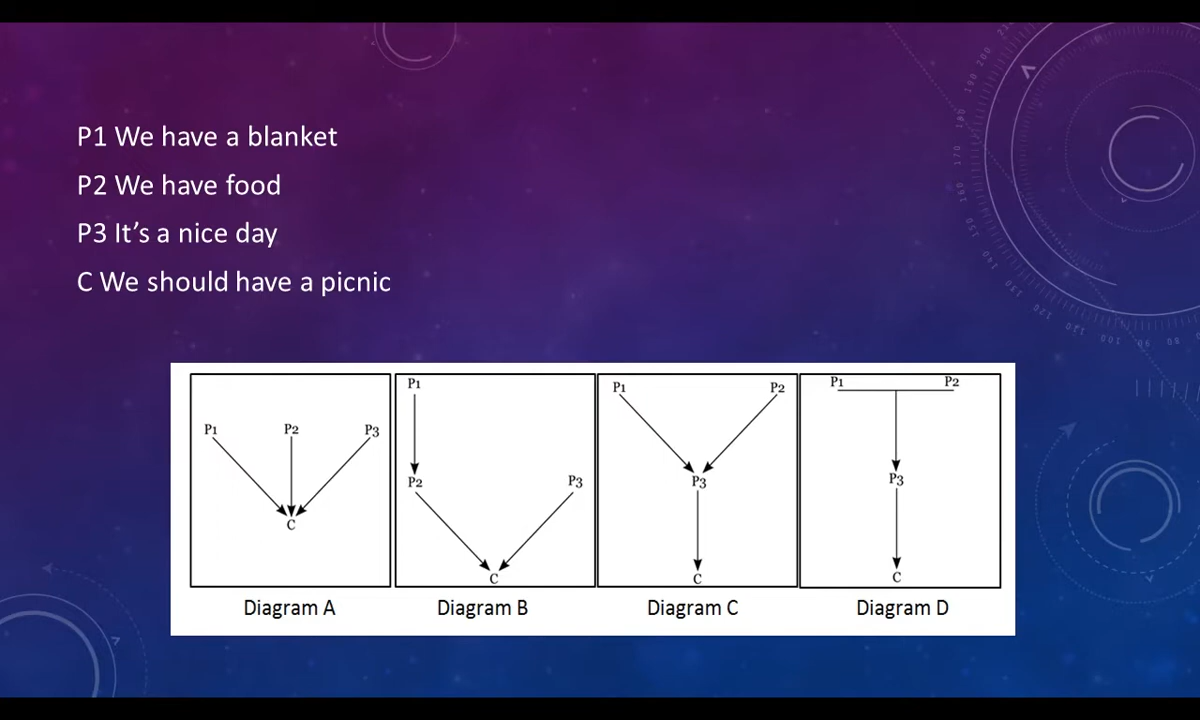 P1 We have a blanket
P2 We have food
P3 It's a nice day
C We should have a picnic
P1 P2 P3
C
P1
P2 P3
C
P1 P2
P3
C
P1 P2
P3
C
Diagram A Diagram B Diagram C Diagram D